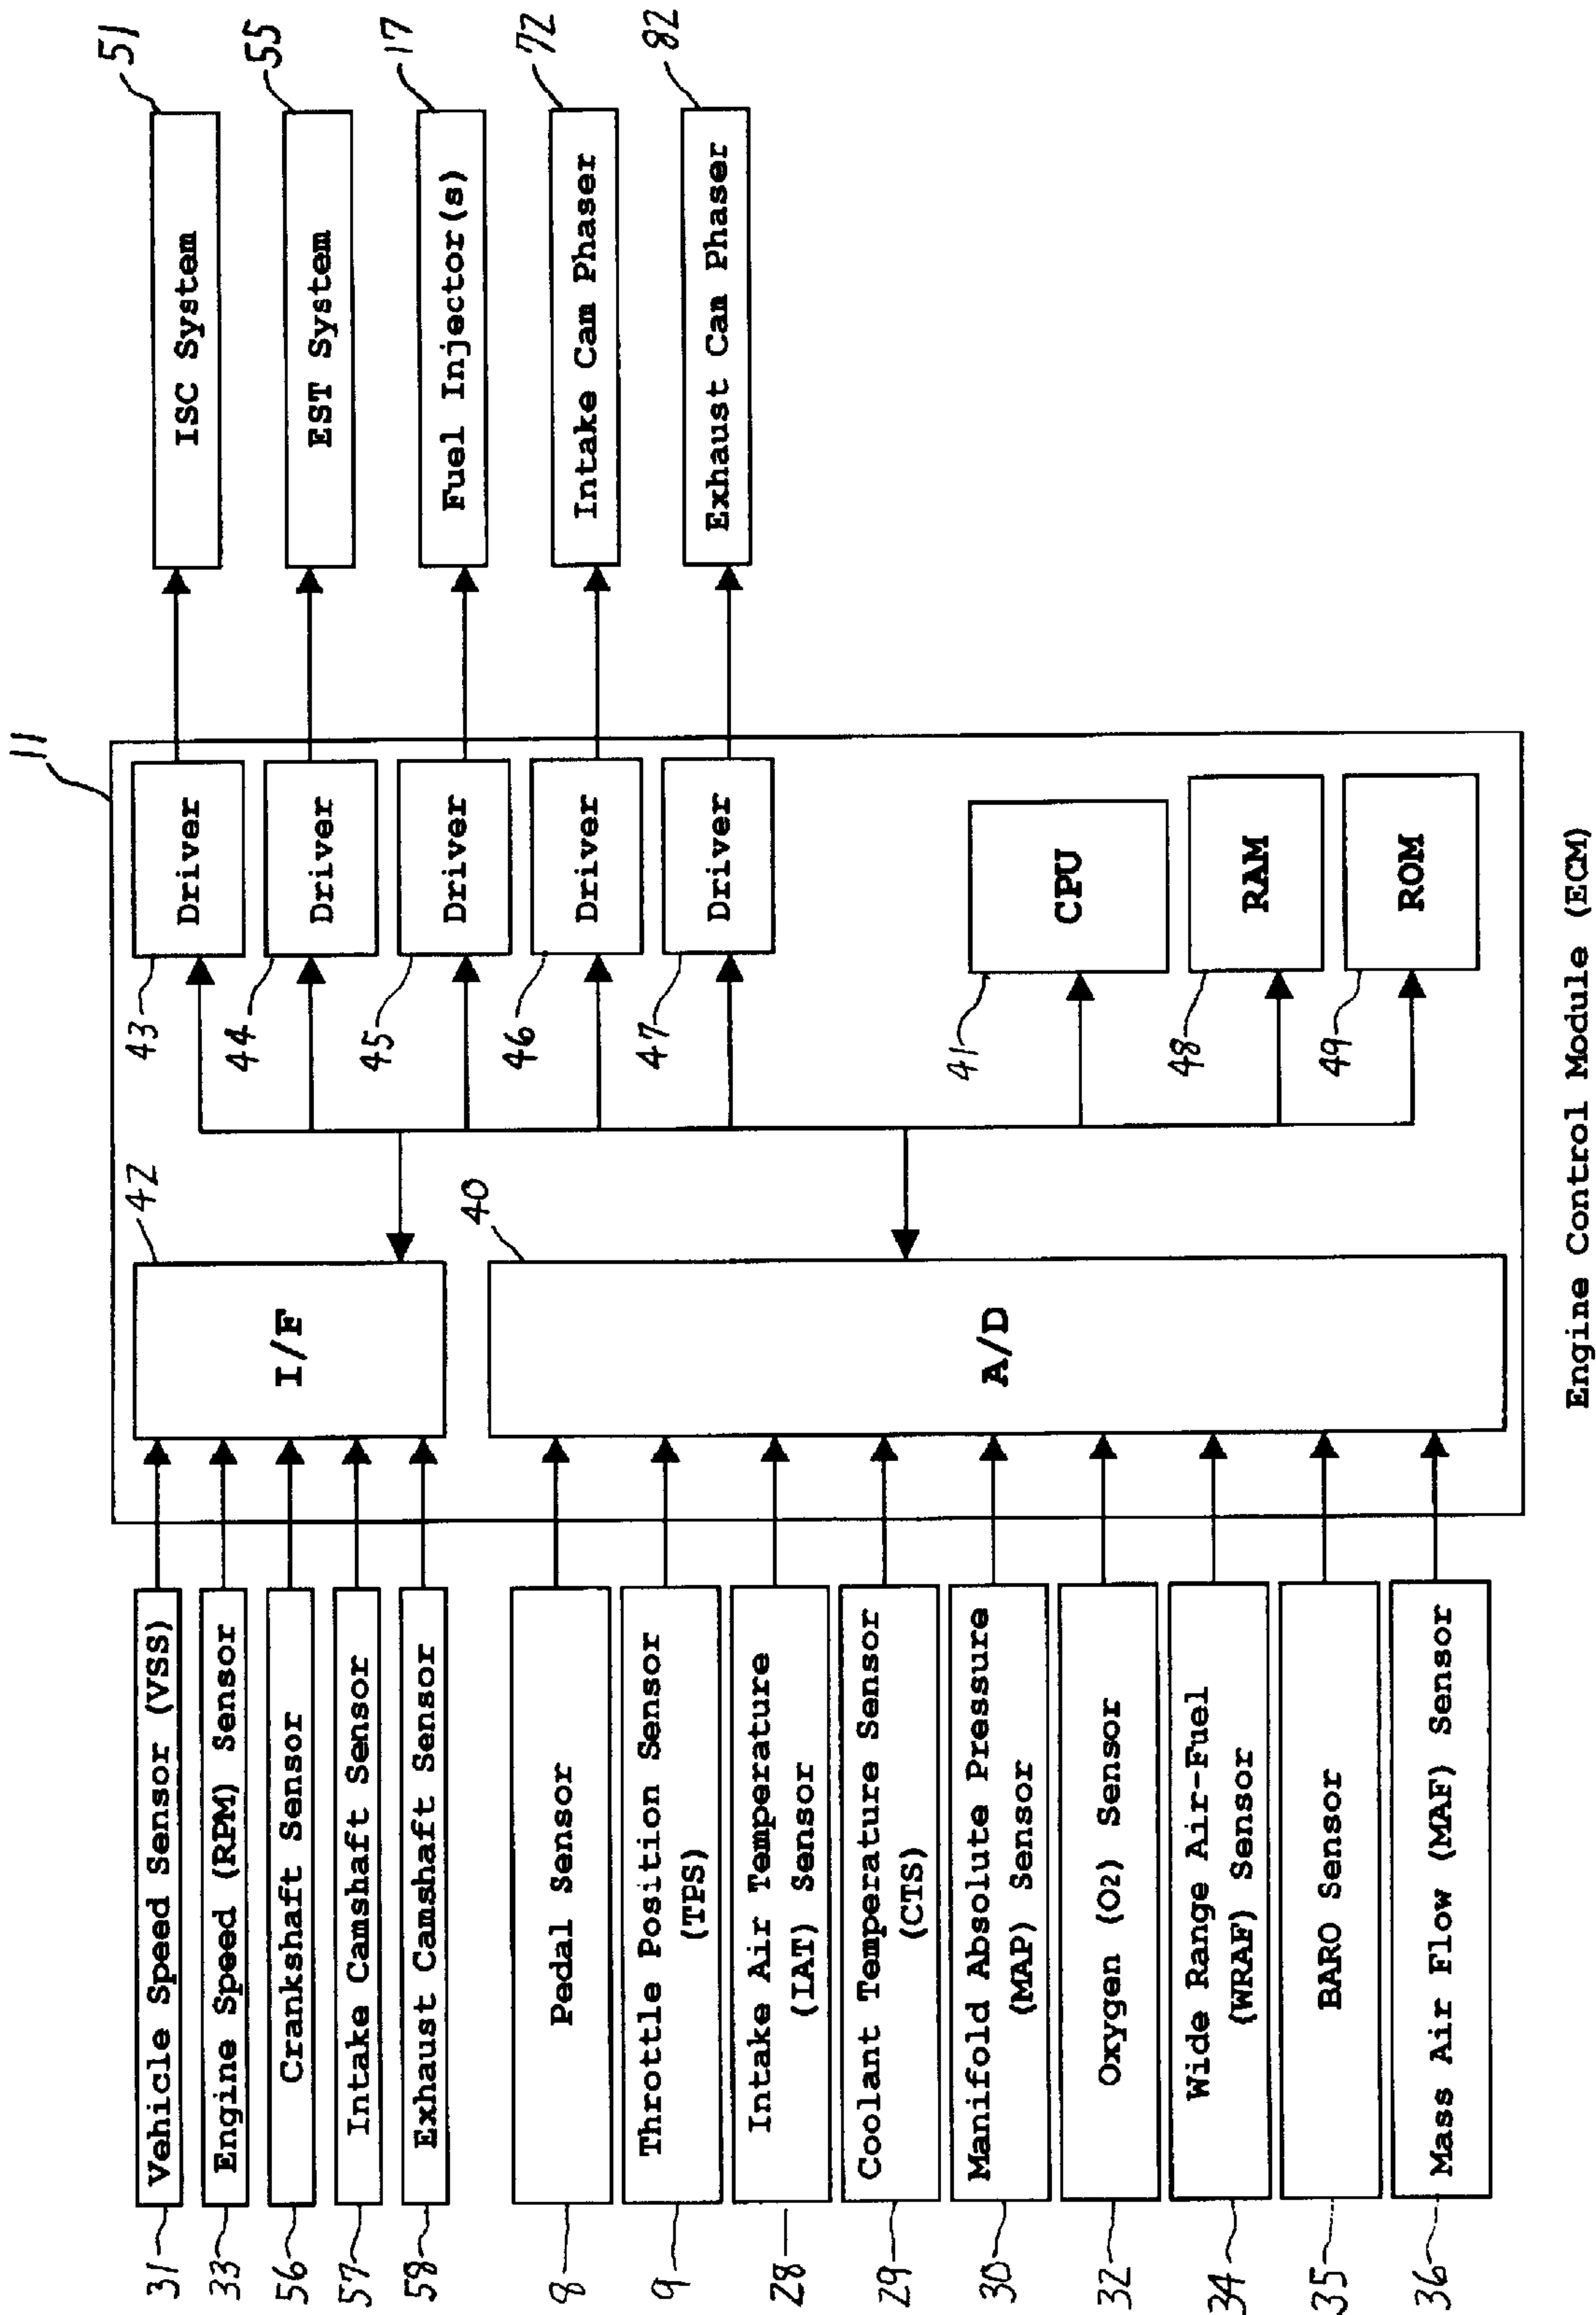 11
31
Vehicle Speed Sensor (VSS)
33
Engine Speed (RPM) Sensor
56
Crankshaft Sensor
57
Intake Camshaft Sensor
58
Exhaust Camshaft Sensor
8
Pedal Sensor
9
Throttle Position Sensor
(TPS)
28
Intake Air Temperature
(IAT) Sensor
29
Coolant Temperature Sensor
(CTS)
30
Manifold Absolute Pressure
(MAP) Sensor
32
Oxygen (O2) Sensor
34
Wide Range Air-Fuel
(WRAF) Sensor
35
BARO Sensor
36
Mass Air Flow (MAF) Sensor
42
I/F
40
A/D
43
Driver
44
Driver
45
Driver
46
Driver
47
Driver
41
CPU
48
RAM
49
ROM
51
ISC System
55
EST System
17
Fuel Injector(s)
72
Intake Cam Phaser
82
Exhaust Cam Phaser
Engine Control Module (ECM)